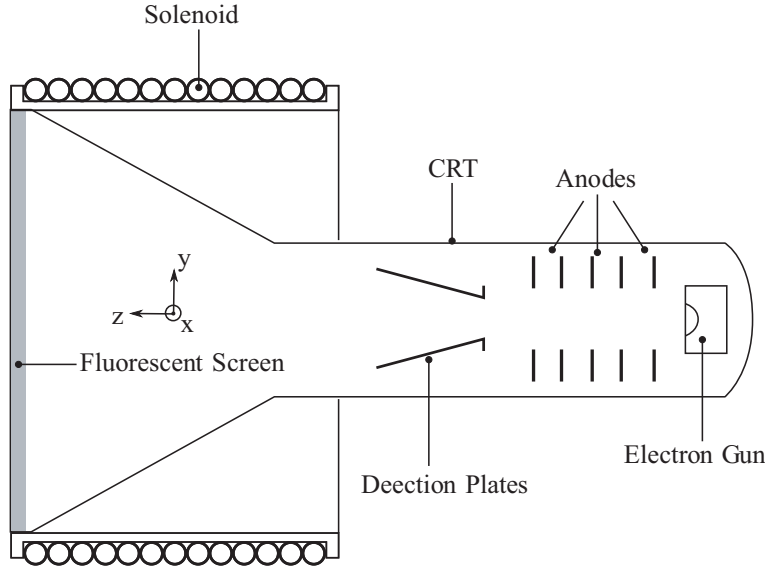 Solenoid
CRT
Anodes
y
z
x
Fluorescent Screen
Electron Gun
Deection Plates